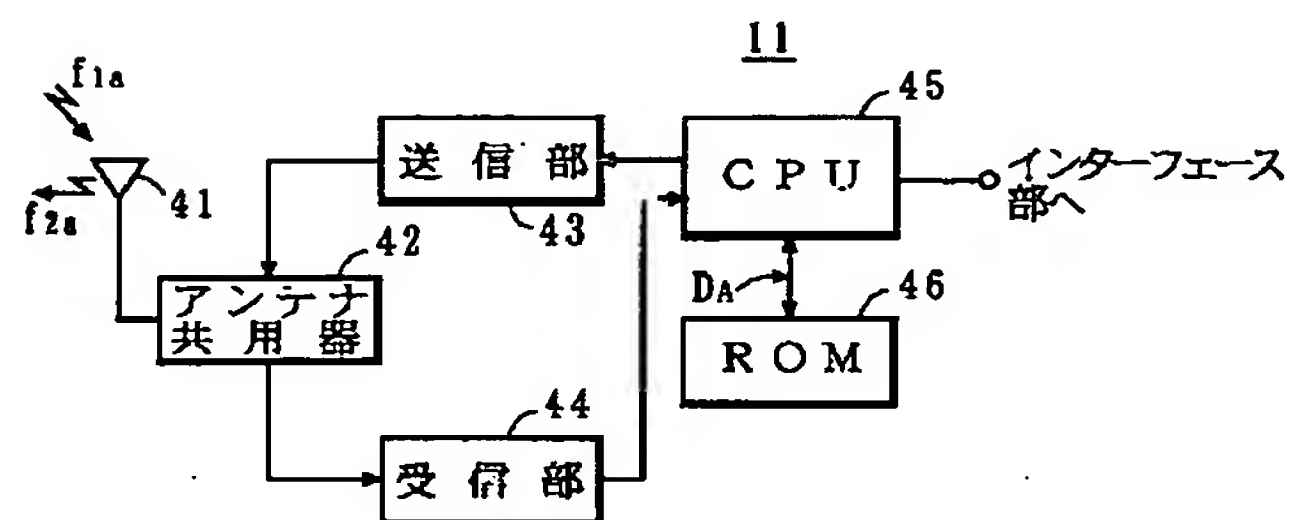 11
f1a
f2a
41
送信部
43
45
CPU
インターフェース
部へ
42
アンテナ
共用器
DA
46
ROM
44
受信部